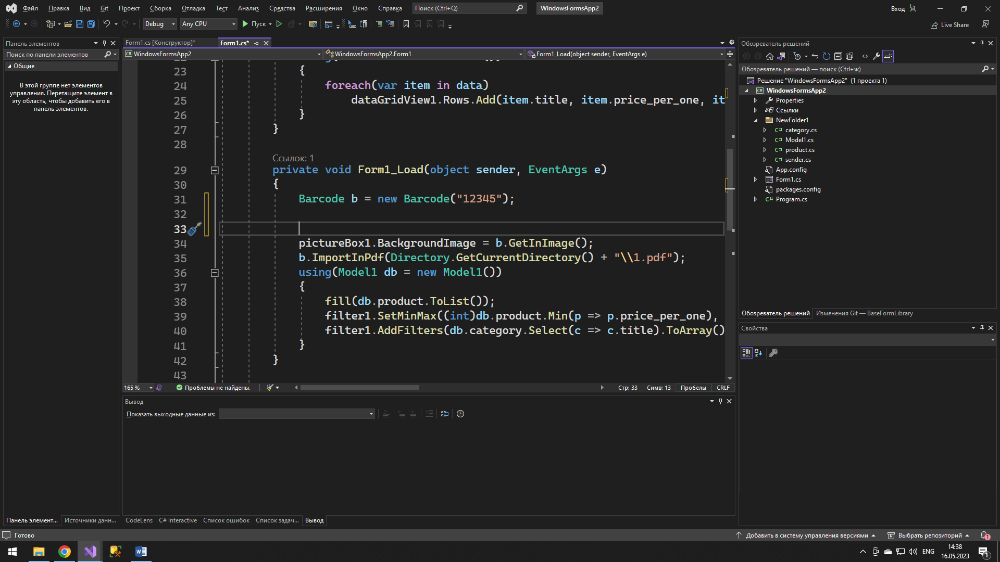 Файл Правка Вид Git Проект Сборка Отладка Тест Анализ Средства Расширения Окно Справка Поиск (Ctrl+Q) WindowsFormsApp2 Вход
Debug Any CPU Пуск Live Share
Панель элементов
Поиск по панели элементов
Общие
В этой группе нет элементов
управления. Перетащите элемент в
эту область, чтобы добавить его в
панель элементов.
Панель элемент... Источники данн...
Form1.cs [Конструктор]* Form1.cs*
WindowsFormsApp2 WindowsFormsApp2.Form1 Form1_Load(object sender, EventArgs e)
23 {
24 foreach(var item in data)
25 dataGridView1.Rows.Add(item.title, item.price_per_one, it
26 }
27 }
28
Ссылок: 1
29 private void Form1_Load(object sender, EventArgs e)
30 {
31 Barcode b = new Barcode("12345");
32
33
34 pictureBox1.BackgroundImage = b.GetInImage();
35 b.ImportInPdf(Directory.GetCurrentDirectory() + "\\1.pdf");
36 using(Model1 db = new Model1())
37 {
38 fill(db.product.ToList());
39 filter1.SetMinMax((int)db.product.Min(p => p.price_per_one),
40 filter1.AddFilters(db.category.Select(c => c.title).ToArray()
41 }
42 }
43
165 % Проблемы не найдены. Стр: 33 Симв: 13 Пробелы CRLF
Вывод
Показать выходные данные из:
CodeLens C# Interactive Список ошибок Список задач... Вывод
Обозреватель решений
Обозреватель решений — поиск (Ctrl+ж)
Решение "WindowsFormsApp2" (1 проекта 1)
WindowsFormsApp2
Properties
Ссылки
NewFolder1
C# category.cs
C# Model1.cs
C# product.cs
C# sender.cs
App.config
Form1.cs
packages.config
C# Program.cs
Обозреватель решений Изменения Git — BaseFormLibrary
Свойства
Готово Добавить в систему управления версиями Выбрать репозиторий 1
ENG 14:38
16.05.2023 1